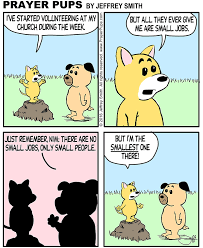 PRAYER PUPS BY JEFFREY SMITH
I'VE STARTED VOLUNTEERING AT MY
CHURCH DURING THE WEEK.
BUT ALL THEY EVER GIVE
ME ARE SMALL JOBS.
JUST REMEMBER, NIM: THERE ARE NO
SMALL JOBS, ONLY SMALL PEOPLE.
BUT I'M THE
SMALLEST ONE
THERE!